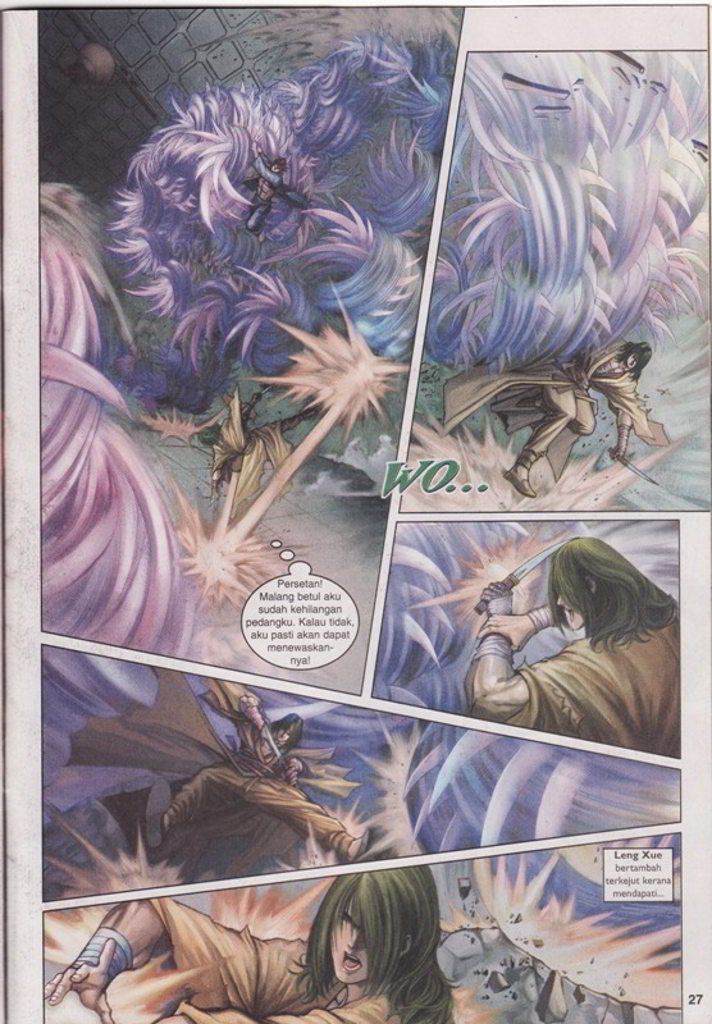 WO...
Persetan!
Malang betul aku
sudah kehilangan
pedangku. Kalau tidak,
aku pasti akan dapat
menewaskan-
nya!
Leng Xue
bertambah
terkejut kerana
mendapati...
27